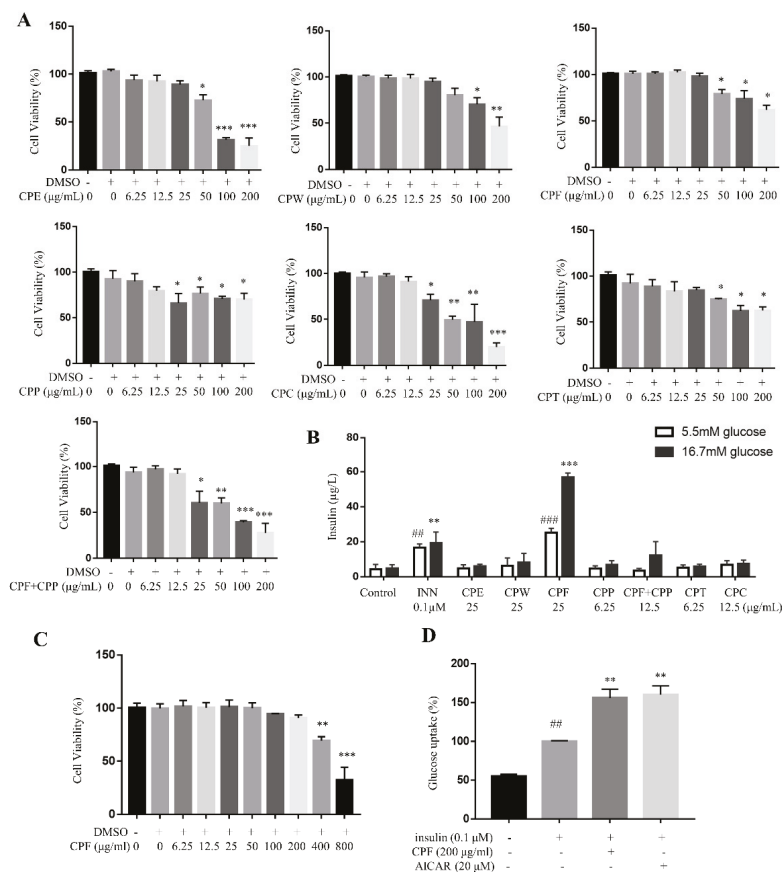 A
Cell Viability (%)
150
100
50
0
* *** ***
DMSO - + + + + + + +
CPE (μg/mL) 0 0 6.25 12.5 25 50 100 200
Cell Viability (%)
150
100
50
0
* **
DMSO - + + + + + + +
CPW (μg/mL) 0 0 6.25 12.5 25 50 100 200
Cell Viability (%)
150
100
50
0
* * *
DMSO - + + + + + + +
CPF (μg/mL) 0 0 6.25 12.5 25 50 100 200
Cell Viability (%)
150
100
50
0
* * * *
DMSO - + + + + + + +
CPP (μg/mL) 0 0 6.25 12.5 25 50 100 200
Cell Viability (%)
150
100
50
0
* ** ** ***
DMSO - + + + + + + +
CPC (μg/mL) 0 0 6.25 12.5 25 50 100 200
Cell Viability (%)
150
100
50
0
* * *
DMSO - + + + + + + +
CPT (μg/mL) 0 0 6.25 12.5 25 50 100 200
Cell Viability (%)
150
100
50
0
* ** *** ***
DMSO - + + + + + + +
CPF+CPP (μg/mL) 0 0 6.25 12.5 25 50 100 200
B
5.5mM glucose
16.7mM glucose
Insulin (μg/L)
80
60
40
20
0
## ** ### ***
Control INN CPE CPW CPF CPP CPF+CPP CPT CPC
0.1μM 25 25 25 6.25 12.5 6.25 12.5 (μg/mL)
C
Cell Viability (%)
150
100
50
0
** ***
DMSO - + + + + + + + + +
CPF (μg/ml) 0 0 6.25 12.5 25 50 100 200 400 800
D
Glucose uptake (%)
200
150
100
50
0
## ** **
insulin (0.1 μM) - + + +
CPF (200 μg/ml) - - + -
AICAR (20 μM) - - - +